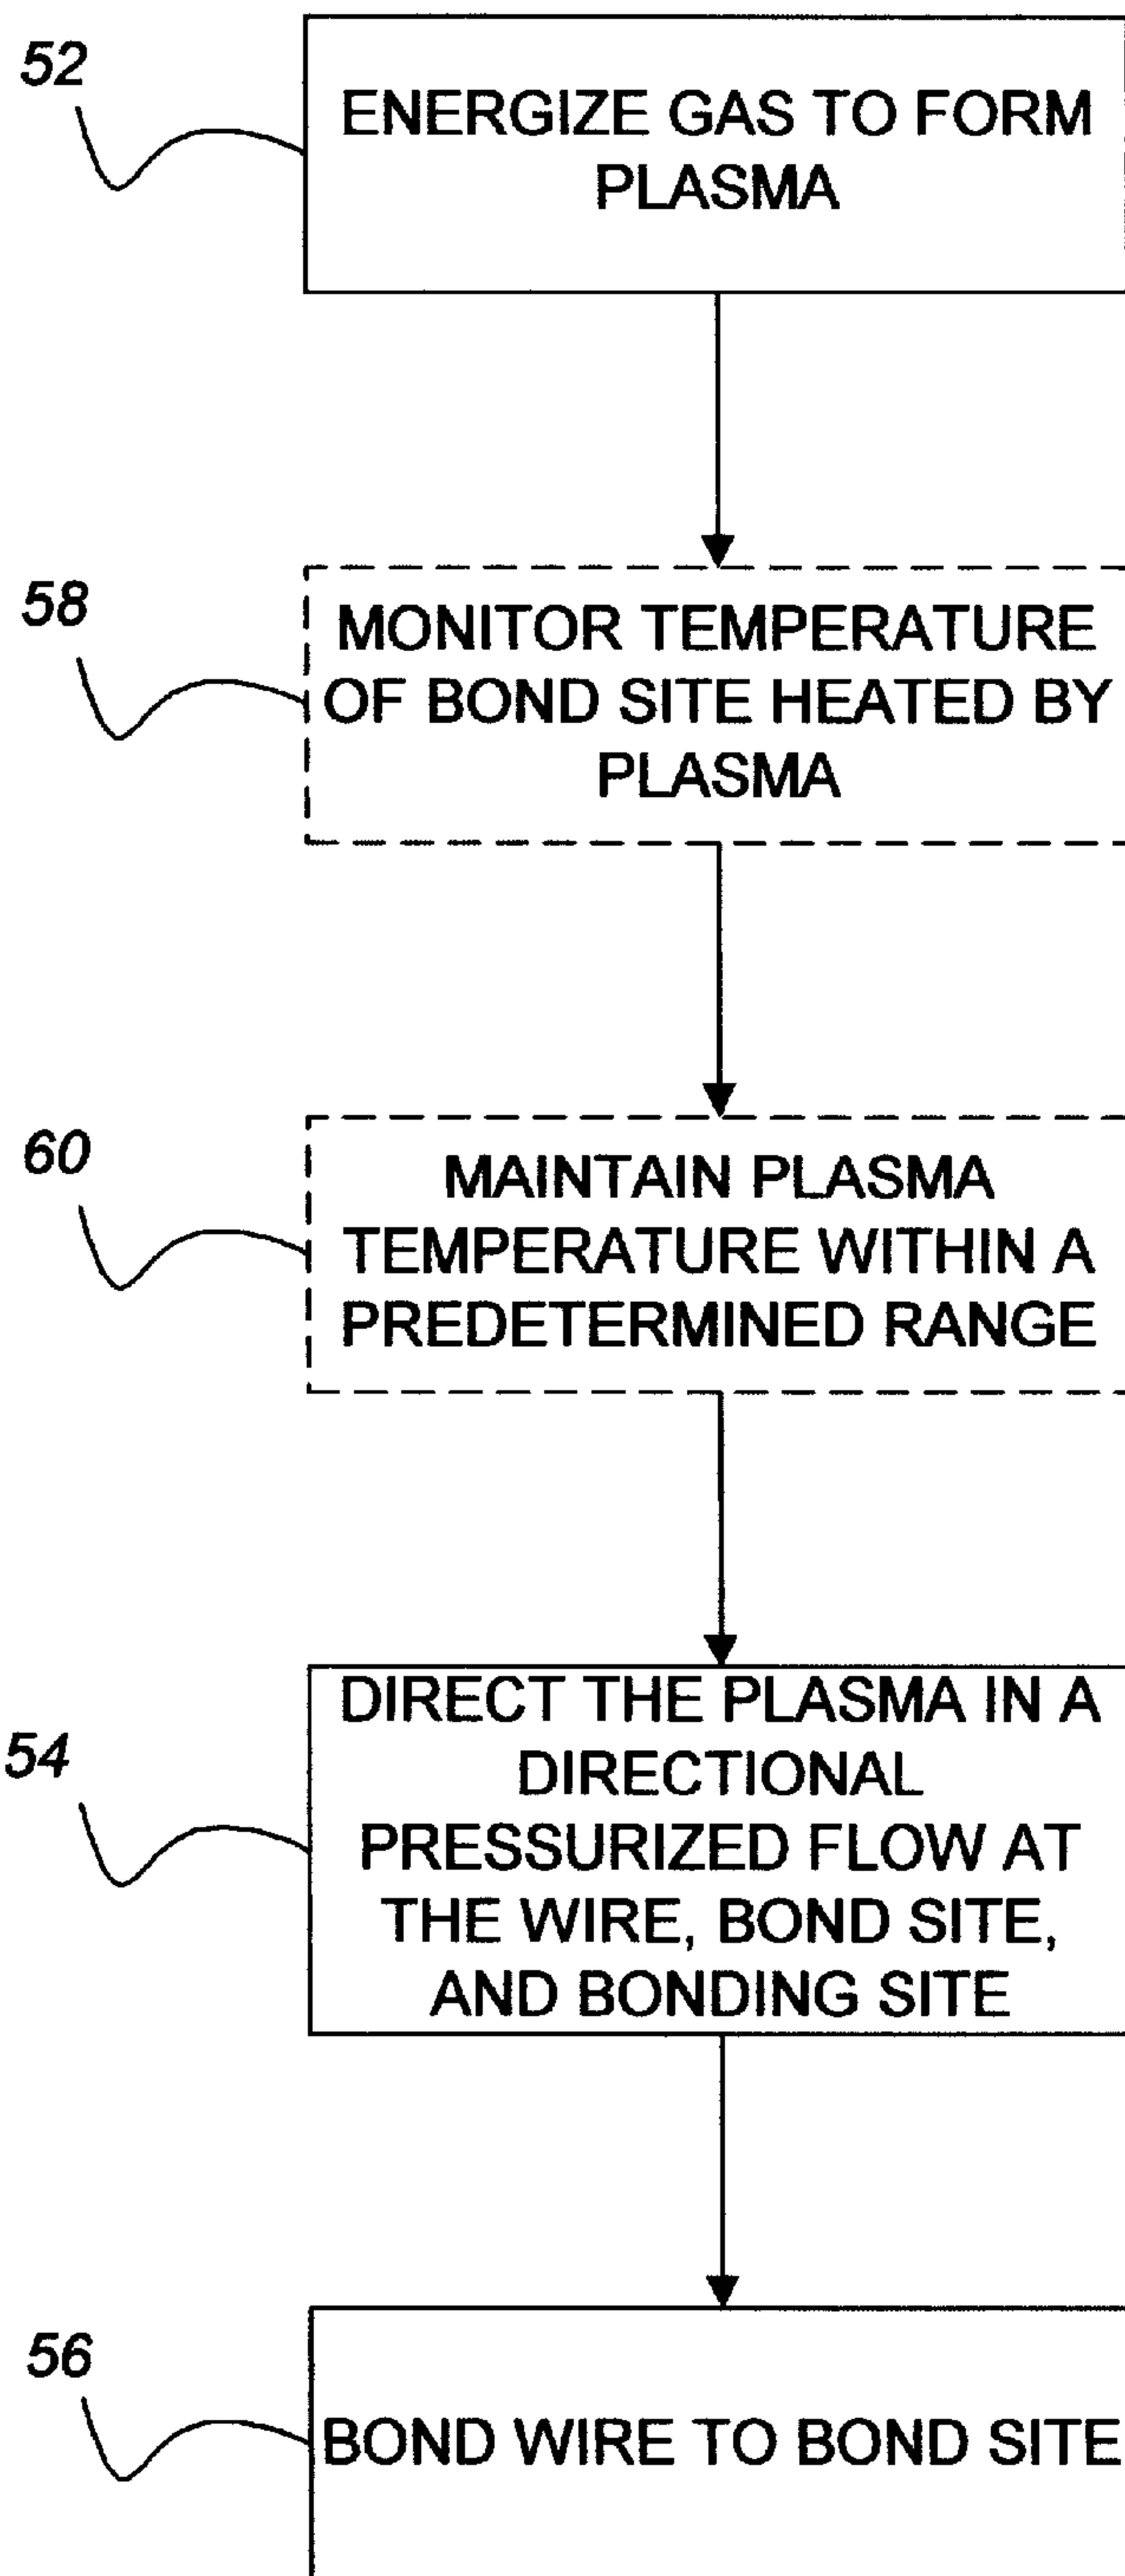 52
ENERGIZE GAS TO FORM
PLASMA
58
MONITOR TEMPERATURE
OF BOND SITE HEATED BY
PLASMA
60
MAINTAIN PLASMA
TEMPERATURE WITHIN A
PREDETERMINED RANGE
54
DIRECT THE PLASMA IN A
DIRECTIONAL
PRESSURIZED FLOW AT
THE WIRE, BOND SITE,
AND BONDING SITE
56
BOND WIRE TO BOND SITE